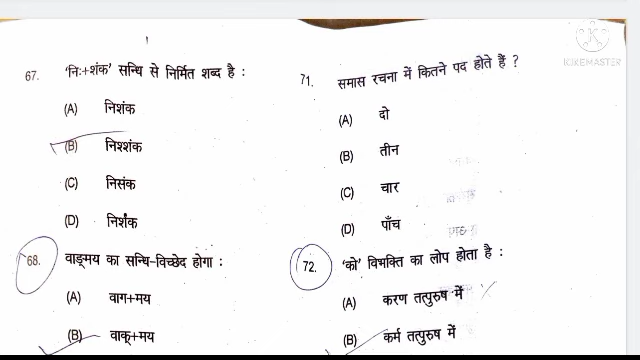 67. 'निः+शंक' सन्धि से निर्मित शब्द है :
(A) निशंक
(B) निश्शंक
(C) निसंक
(D) निर्शंक
68. वाङ्मय का सन्धि-विच्छेद होगा :
(A) वाग+मय
(B) वाक्+मय
71. समास रचना में कितने पद होते हैं ?
(A) दो
(B) तीन
(C) चार
(D) पाँच
72. 'को' विभक्ति का लोप होता है :
(A) करण तत्पुरुष में
(B) कर्म तत्पुरुष में
K
KINEMASTER